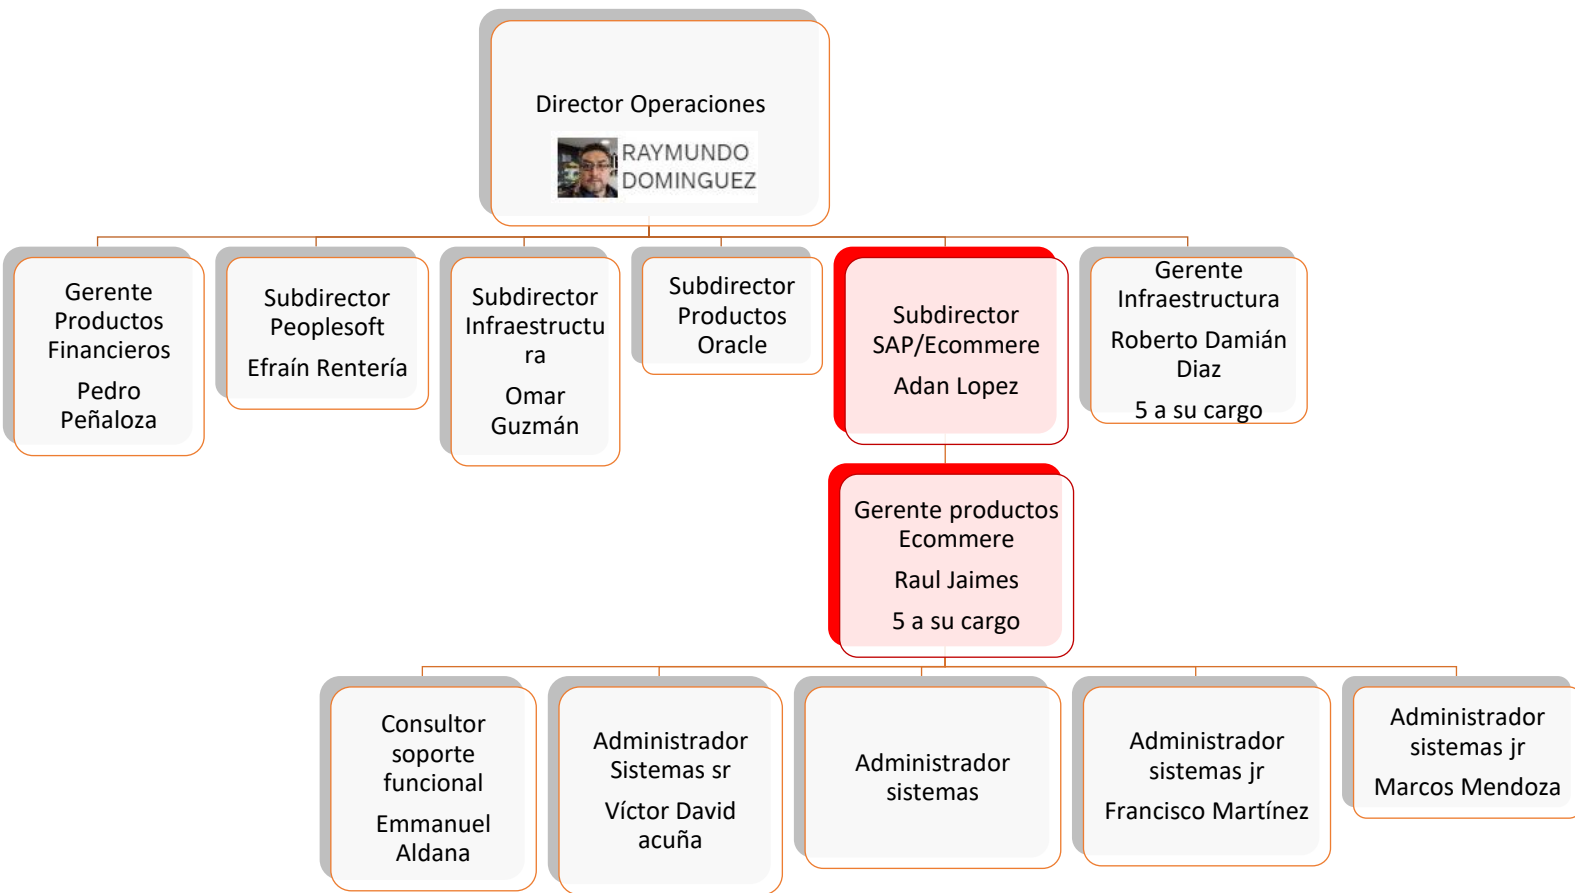 Director Operaciones
RAYMUNDO
DOMINGUEZ
Gerente
Productos
Financieros
Pedro
Peñaloza
Subdirector
Peoplesoft
Efraín Rentería
Subdirector
Infraestructu
ra
Omar
Guzmán
Subdirector
Productos
Oracle
Subdirector
SAP/Ecommere
Adan Lopez
Gerente
Infraestructura
Roberto Damián
Diaz
5 a su cargo
Gerente productos
Ecommere
Raul Jaimes
5 a su cargo
Consultor
soporte
funcional
Emmanuel
Aldana
Administrador
Sistemas sr
Víctor David
acuña
Administrador
sistemas
Administrador
sistemas jr
Francisco Martínez
Administrador
sistemas jr
Marcos Mendoza